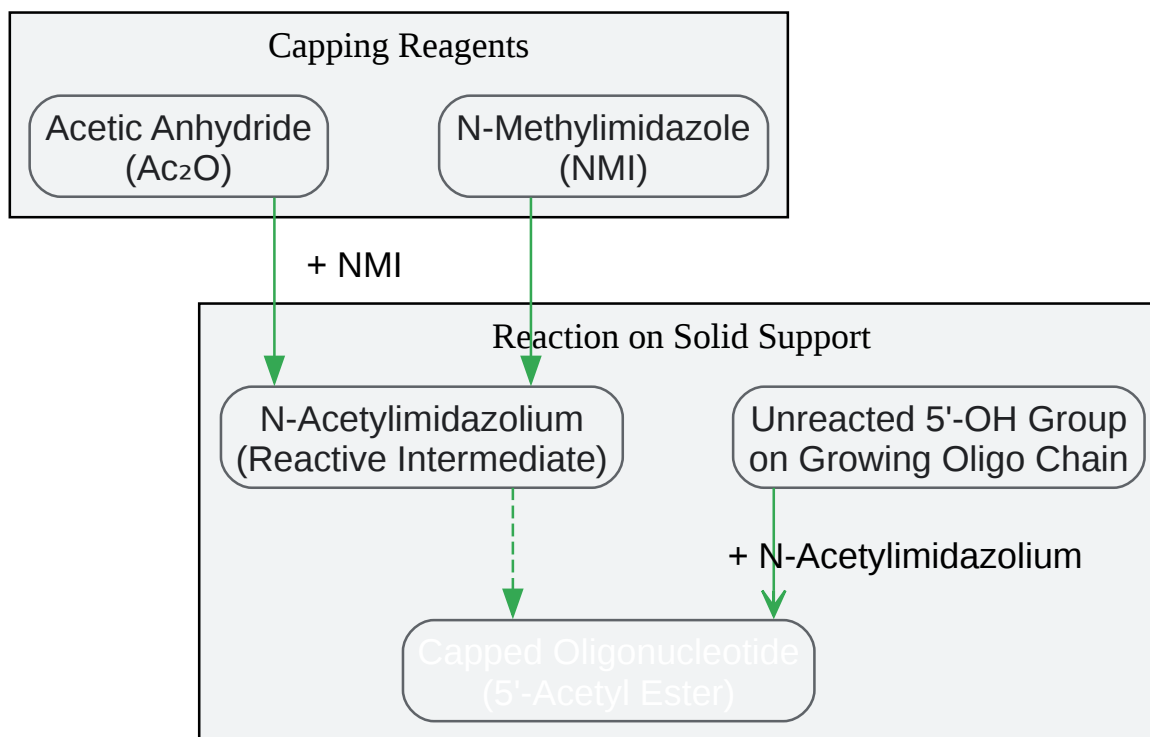 Capping Reagents
Acetic Anhydride
(Ac₂O)
N-Methylimidazole
(NMI)
+ NMI
Reaction on Solid Support
N-Acetylimidazolium
(Reactive Intermediate)
Unreacted 5'-OH Group
on Growing Oligo Chain
+ N-Acetylimidazolium
Capped Oligonucleotide
(5'-Acetyl Ester)